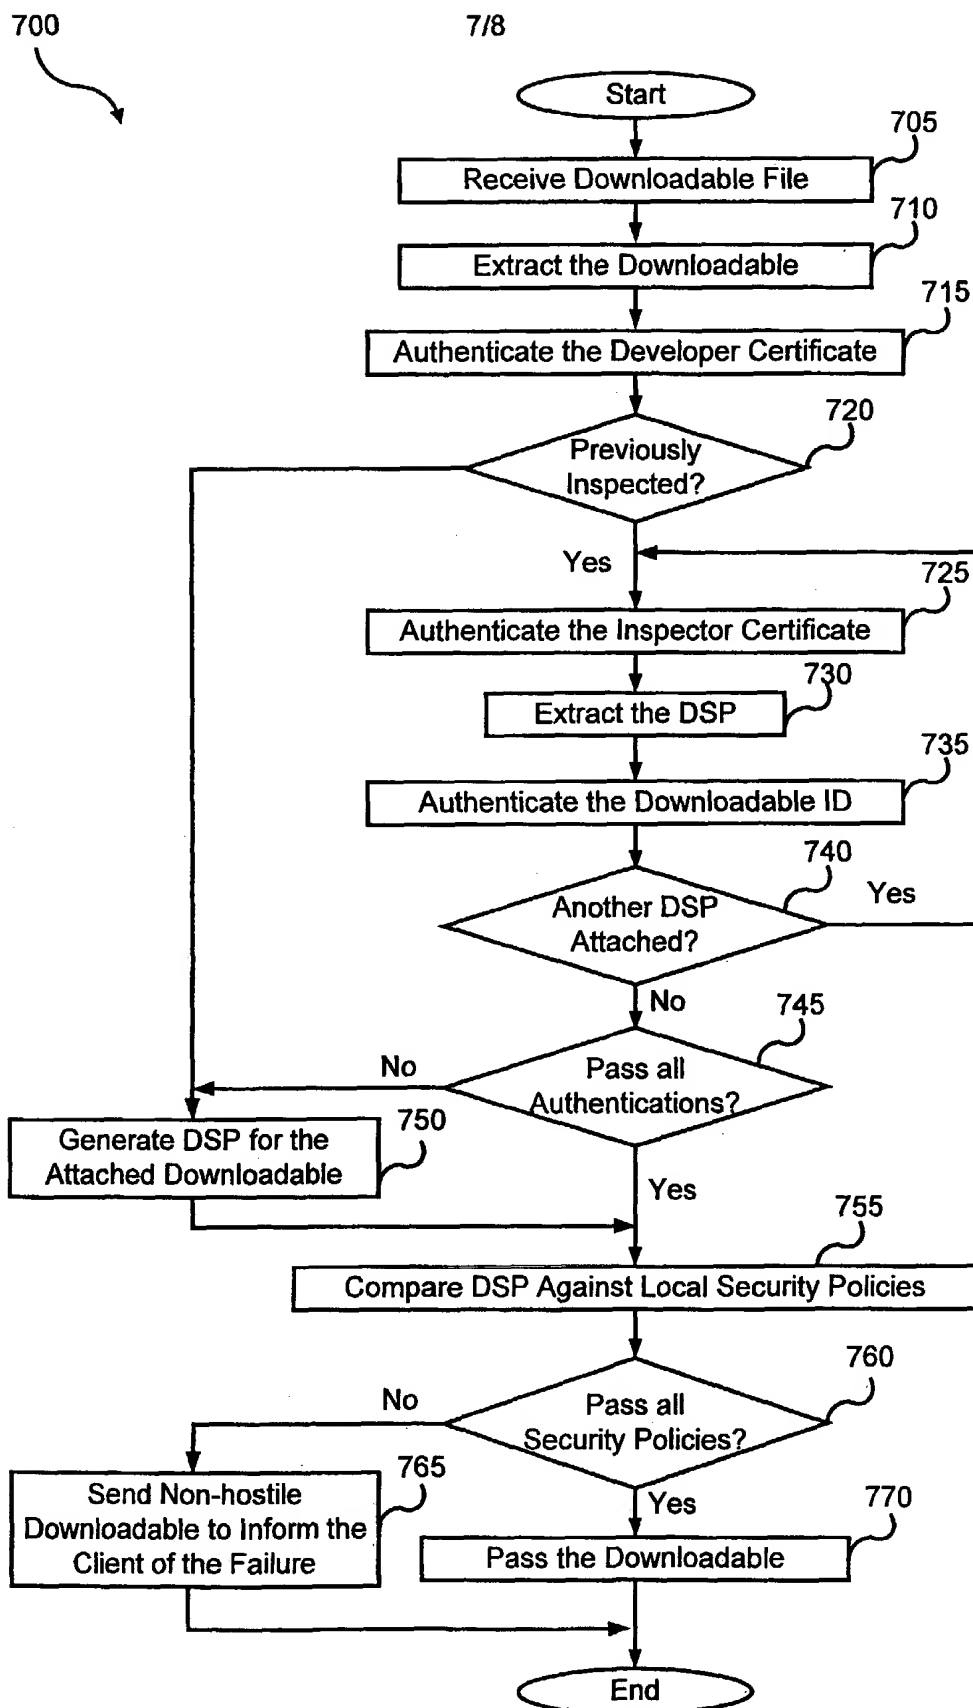 700
7/8
Start
705
Receive Downloadable File
710
Extract the Downloadable
715
Authenticate the Developer Certificate
720
Previously
Inspected?
Yes
725
Authenticate the Inspector Certificate
730
Extract the DSP
735
Authenticate the Downloadable ID
740
Another DSP
Attached?
Yes
No
745
Pass all
Authentications?
No
750
Generate DSP for the
Attached Downloadable
Yes
755
Compare DSP Against Local Security Policies
760
Pass all
Security Policies?
No
765
Send Non-hostile
Downloadable to Inform the
Client of the Failure
Yes
770
Pass the Downloadable
End